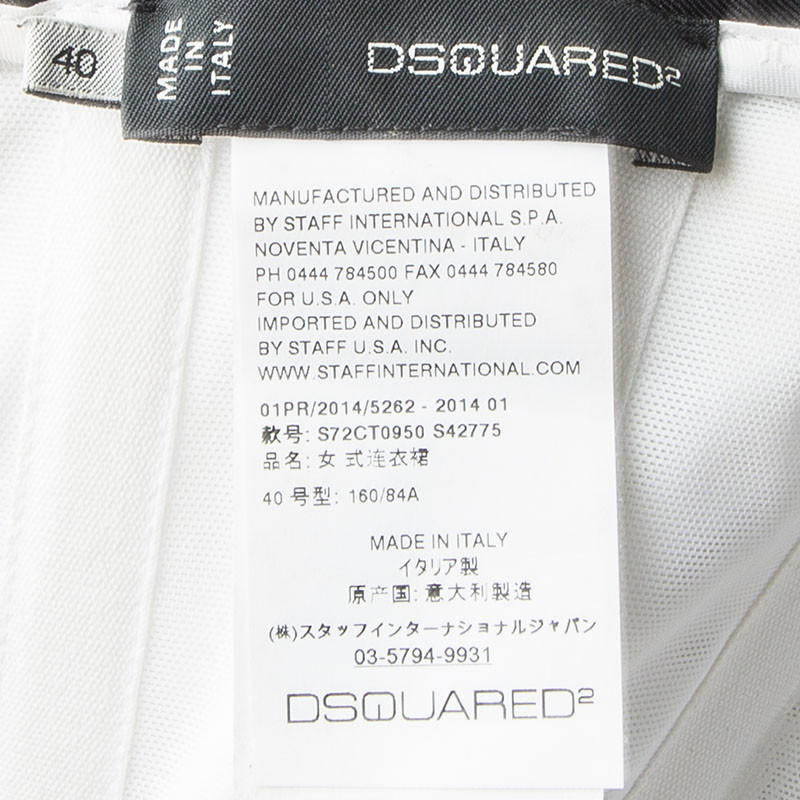 40
MADE
IN
ITALY
DSQUARED2
MANUFACTURED AND DISTRIBUTED
BY STAFF INTERNATIONAL S.P.A.
NOVENTA VICENTINA - ITALY
PH 0444 784500 FAX 0444 784580
FOR U.S.A. ONLY
IMPORTED AND DISTRIBUTED
BY STAFF U.S.A. INC.
WWW.STAFFINTERNATIONAL.COM
01PR/2014/5262 - 2014 01
款号: S72CT0950 S42775
品名: 女 式连衣裙
40 号型: 160/84A
MADE IN ITALY
イタリア製
原产国: 意大利製造
(株)スタッフインターナショナルジャパン
03-5794-9931
DSQUARED2